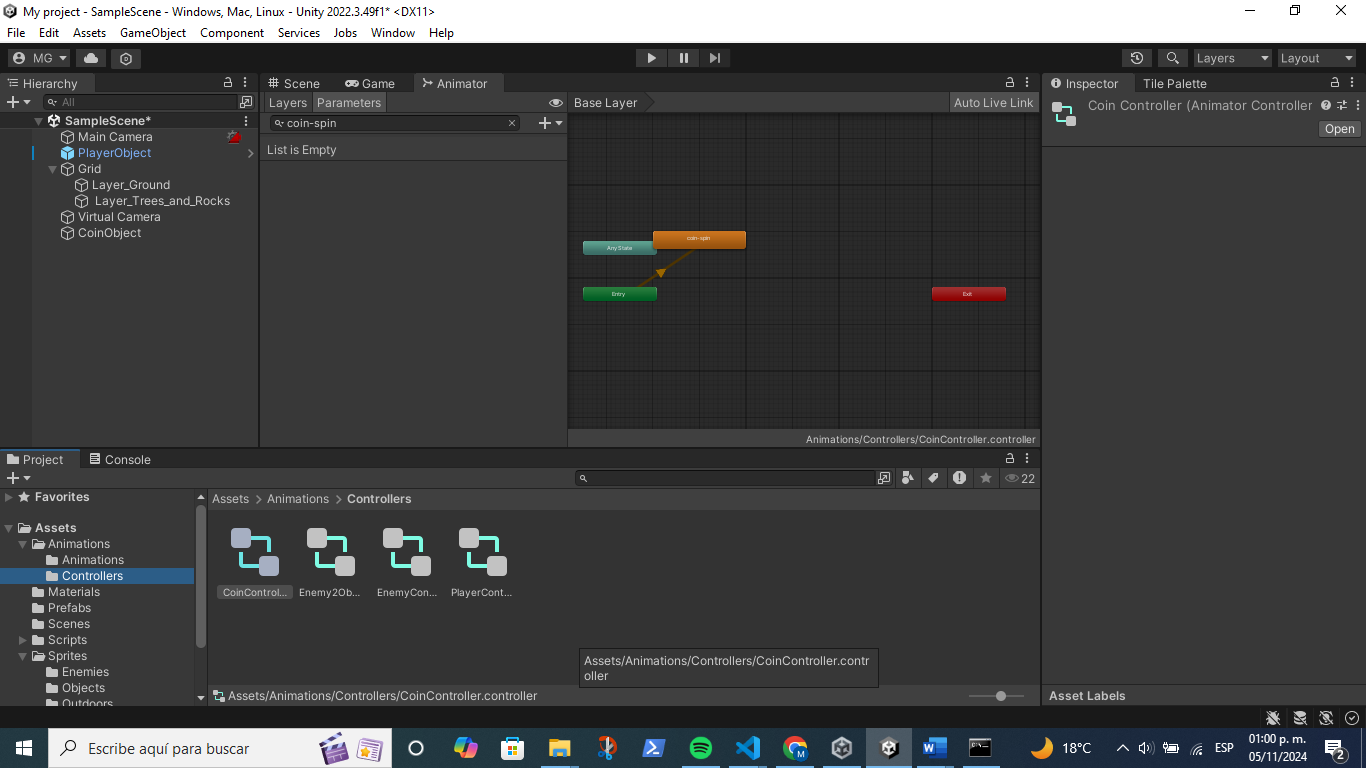 My project - SampleScene - Windows, Mac, Linux - Unity 2022.3.49f1* <DX11>
File Edit Assets GameObject Component Services Jobs Window Help
MG Layers Layout
Hierarchy
All
SampleScene*
Main Camera
PlayerObject
Grid
Layer_Ground
Layer_Trees_and_Rocks
Virtual Camera
CoinObject
Scene Game Animator
Layers Parameters Base Layer Auto Live Link
coin-spin
List is Empty
coin-spin
Any State
Entry
Exit
Animations/Controllers/CoinController.controller
Inspector Tile Palette
Coin Controller (Animator Controller
Open
Project Console
22
Favorites
Assets
Animations
Animations
Controllers
Materials
Prefabs
Scenes
Scripts
Sprites
Enemies
Objects
Outdoors
Assets > Animations > Controllers
CoinControl... Enemy2Ob... EnemyCon... PlayerCont...
Assets/Animations/Controllers/CoinController.contr
oller
Assets/Animations/Controllers/CoinController.controller
Asset Labels
Escribe aquí para buscar
18°C
ESP
01:00 p. m.
05/11/2024
2